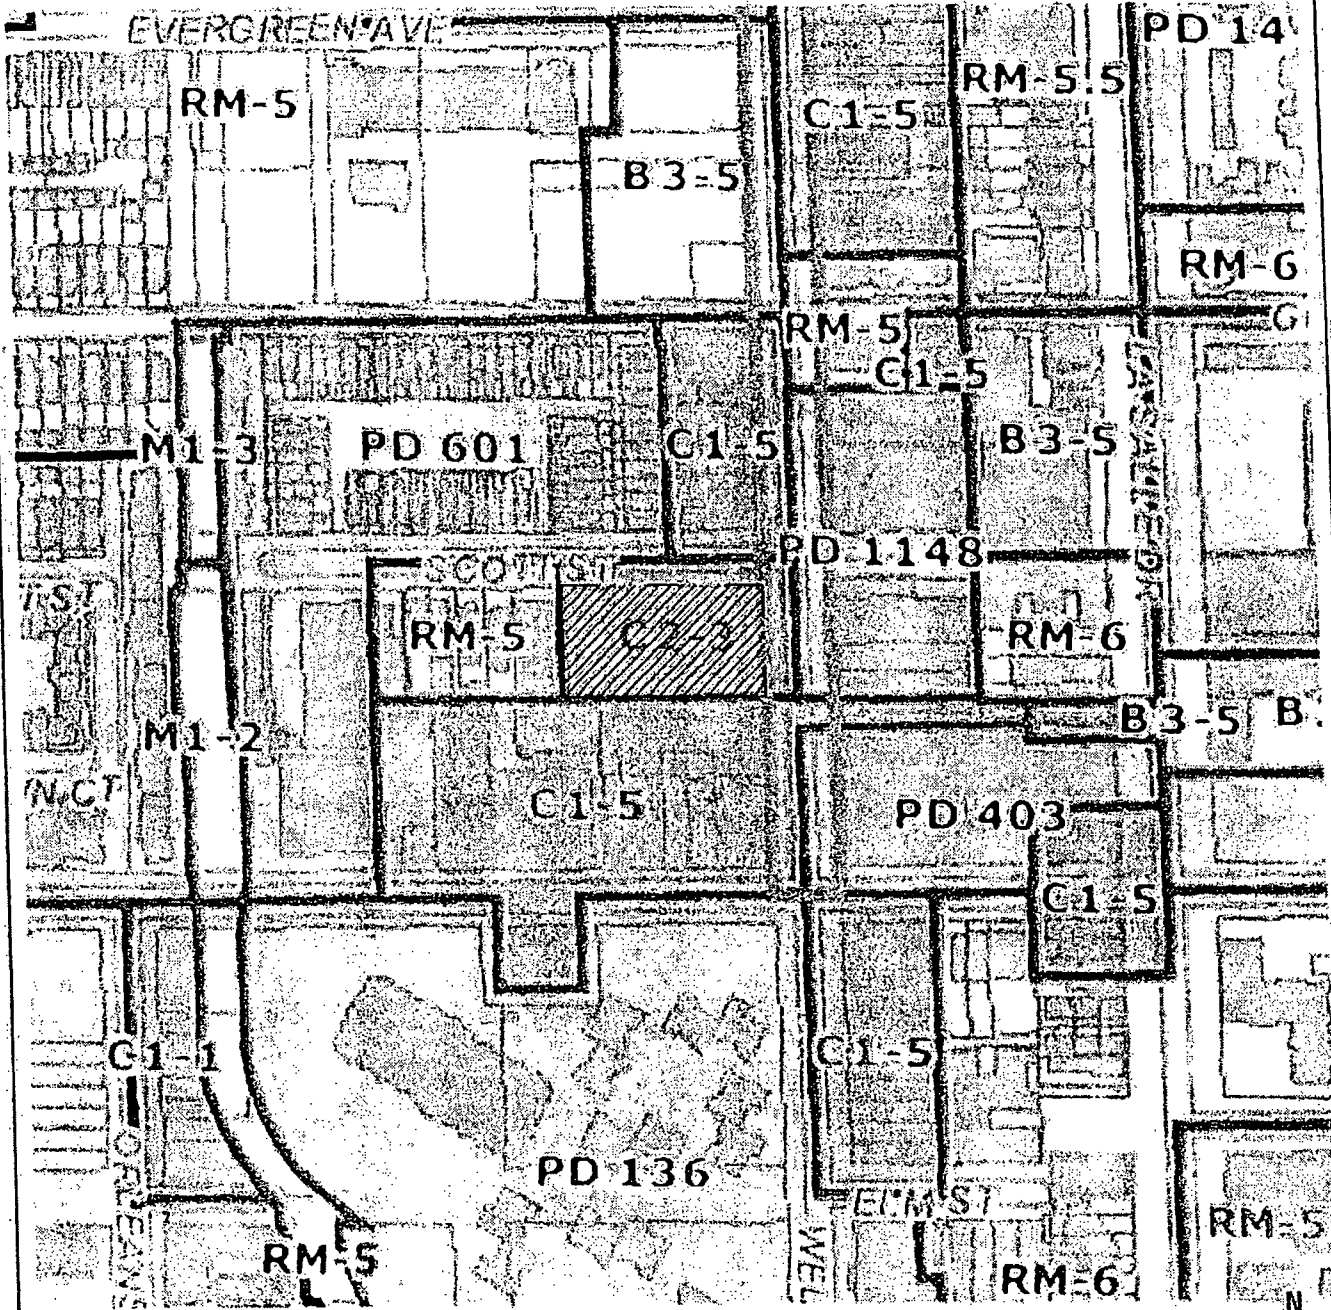 EVERGREEN AVE
PD 14
RM-5
C1-5
RM-5.5
B3-5
RM-6
RM-5
C1-5
M1-3
PD 601
C1-5
B3-5
PD 1148
SCOTT ST
RM-5
C2-3
RM-6
M1-2
B3-5
C1-5
PD 403
C1-5
C1-1
C1-5
PD 136
ELM ST
RM-5
RM-5
RM-6
N